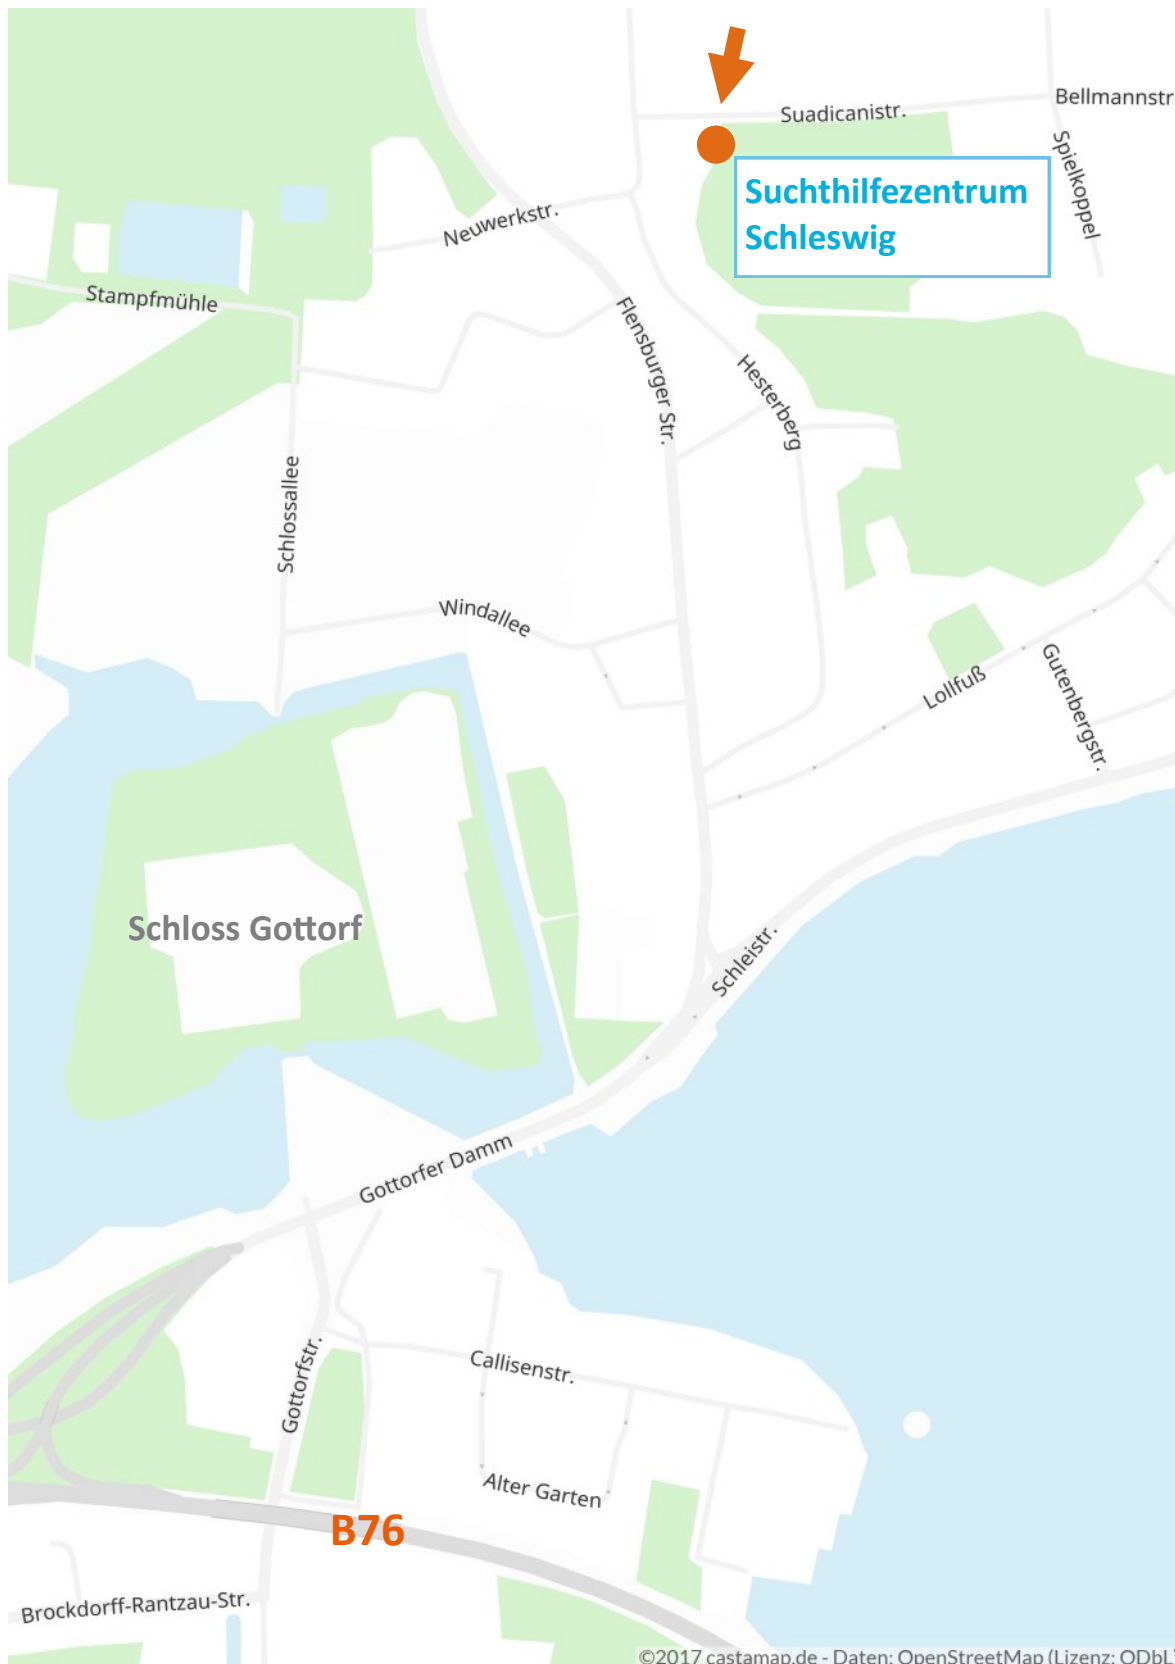 Suadicanistr.
Bellmannstr
Spielkoppel
Suchthilfezentrum
Schleswig
Neuwerkstr.
Stampfmühle
Flensburger Str.
Hesterberg
Schlossallee
Windallee
Lollfuß
Gutenbergstr.
Schloss Gottorf
Schleistr.
Gottorfer Damm
Gottorfstr.
Callisenstr.
Alter Garten
B76
Brockdorff-Rantzau-Str.
©2017 castamap.de - Daten: OpenStreetMap (Lizenz: ODbL